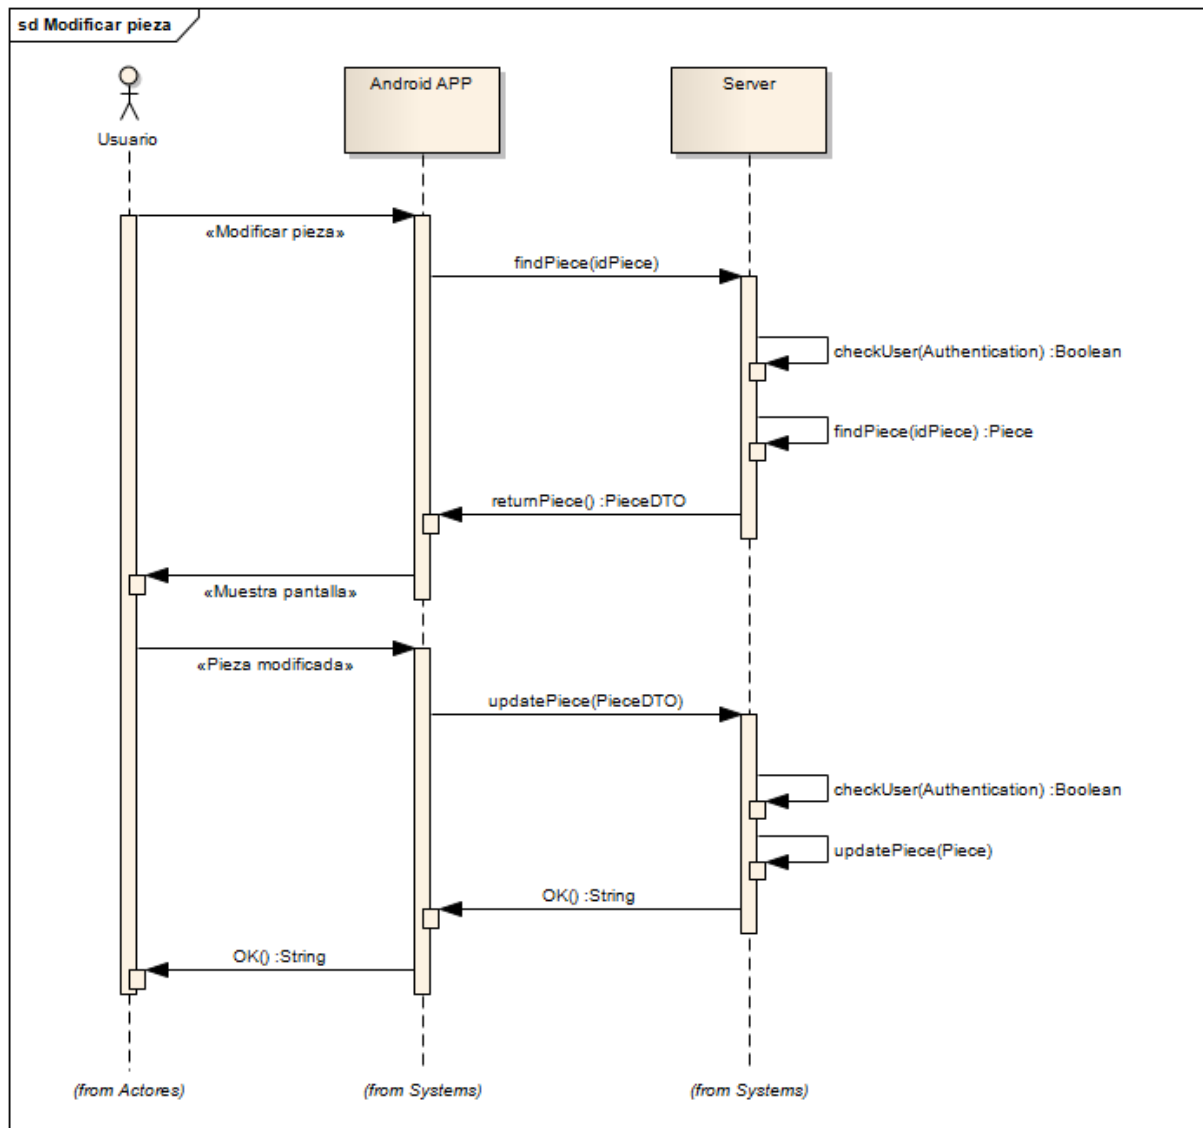 sd Modificar pieza
Usuario
Android APP
Server
«Modificar pieza»
findPiece(idPiece)
checkUser(Authentication) :Boolean
findPiece(idPiece) :Piece
returnPiece() :PieceDTO
«Muestra pantalla»
«Pieza modificada»
updatePiece(PieceDTO)
checkUser(Authentication) :Boolean
updatePiece(Piece)
OK() :String
OK() :String
(from Actores)
(from Systems)
(from Systems)